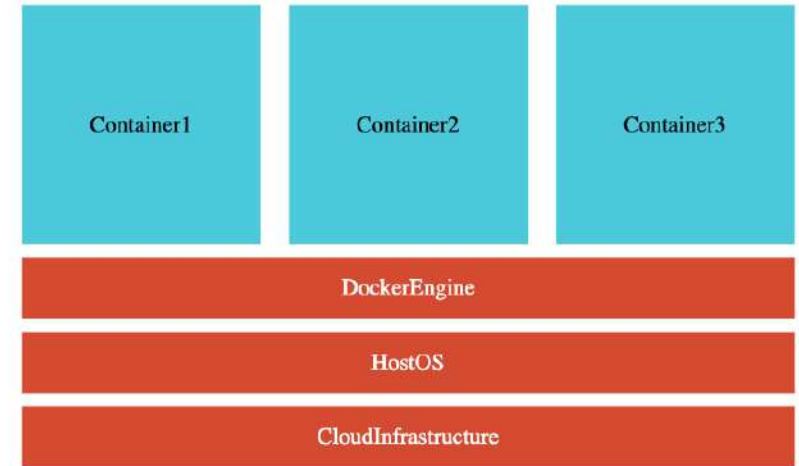 Container1 Container2 Container3
DockerEngine
HostOS
CloudInfrastructure